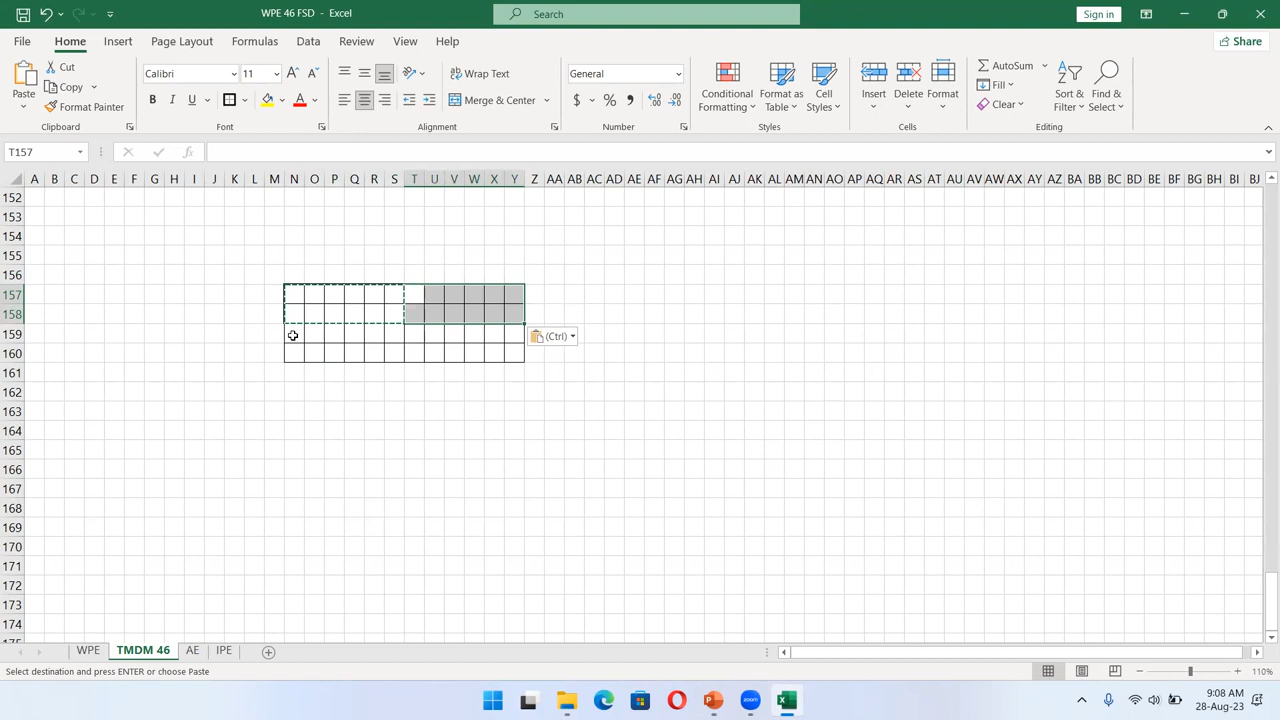 WPE 46 FSD - Excel
Search
Sign in
File Home Insert Page Layout Formulas Data Review View Help
Share
Paste
Cut
Copy
Format Painter
Clipboard
Calibri 11
B I U
Font
Wrap Text
Merge & Center
Alignment
General
$ % 9
Number
Conditional Formatting
Format as Table
Cell Styles
Styles
Insert Delete Format
Cells
AutoSum
Fill
Clear
Sort & Filter
Find & Select
Editing
T157
fx
A B C D E F G H I J K L M N O P Q R S T U V W X Y Z AA AB AC AD AE AF AG AH AI AJ AK AL AM AN AO AP AQ AR AS AT AU AV AW AX AY AZ BA BB BC BD BE BF BG BH BI BJ
152
153
154
155
156
157
158
159
(Ctrl)
160
161
162
163
164
165
166
167
168
169
170
171
172
173
174
175
WPE TMDM 46 AE IPE
Select destination and press ENTER or choose Paste
110%
zoom
9:08 AM
28-Aug-23